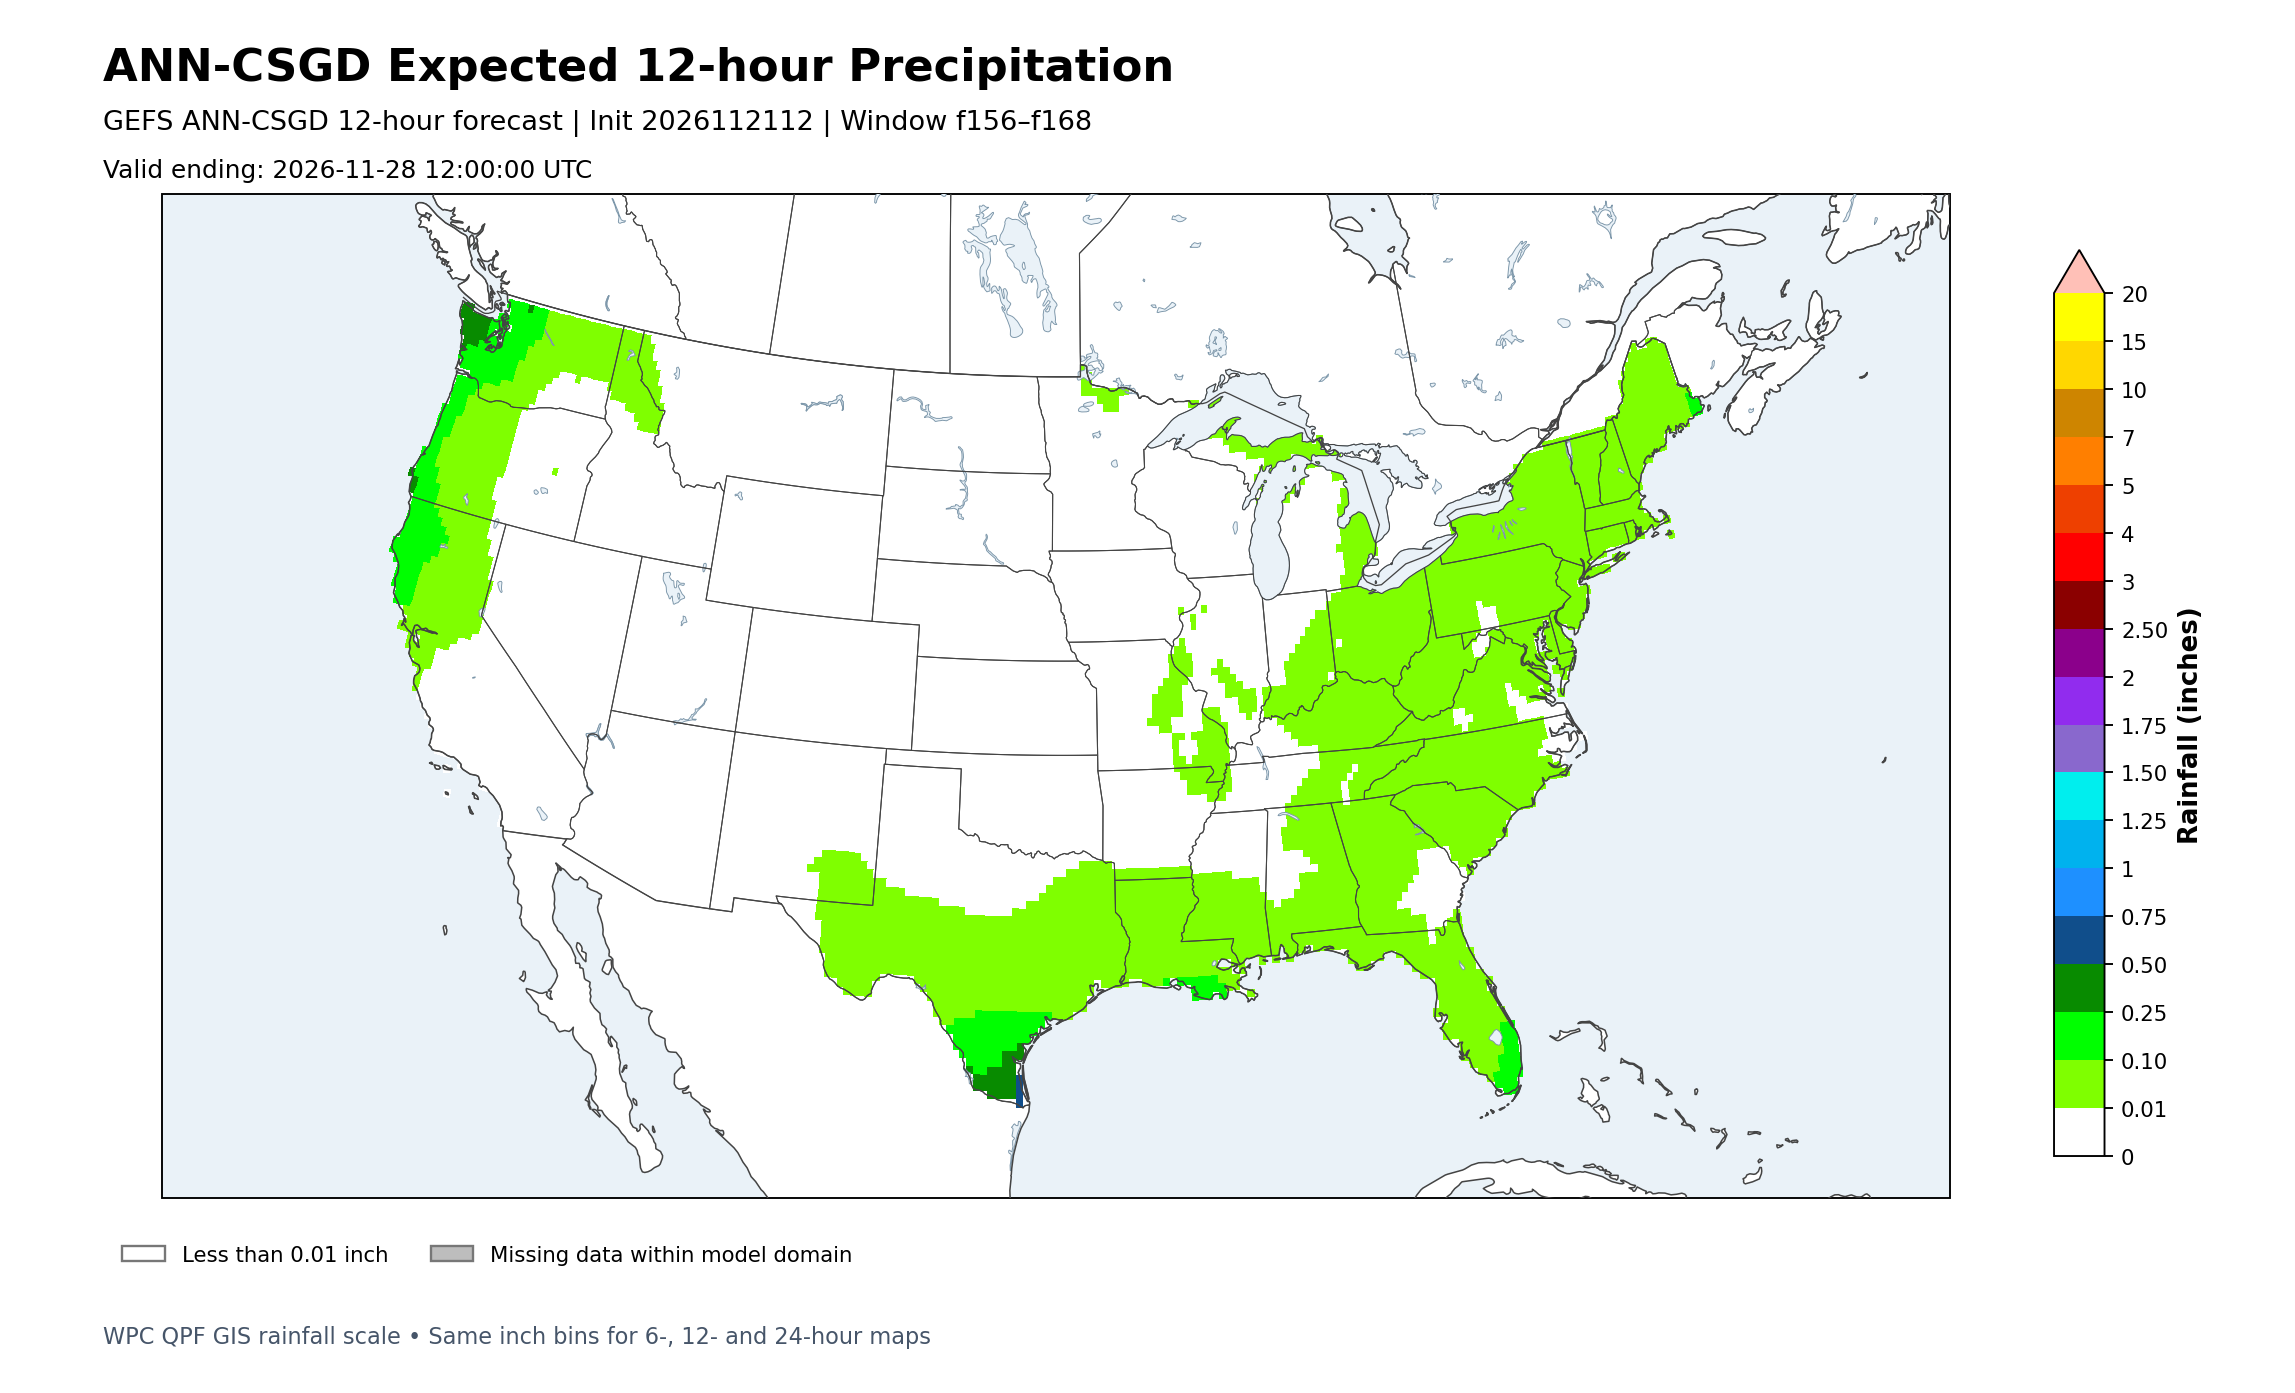 ANN-CSGD Expected 12-hour Precipitation
GEFS ANN-CSGD 12-hour forecast | Init 2026112112 | Window f156–f168
Valid ending: 2026-11-28 12:00:00 UTC
20
15
10
7
5
4
3
2.50
2
1.75
1.50
1.25
1
0.75
0.50
0.25
0.10
0.01
0
Rainfall (inches)
Less than 0.01 inch
Missing data within model domain
WPC QPF GIS rainfall scale • Same inch bins for 6-, 12- and 24-hour maps